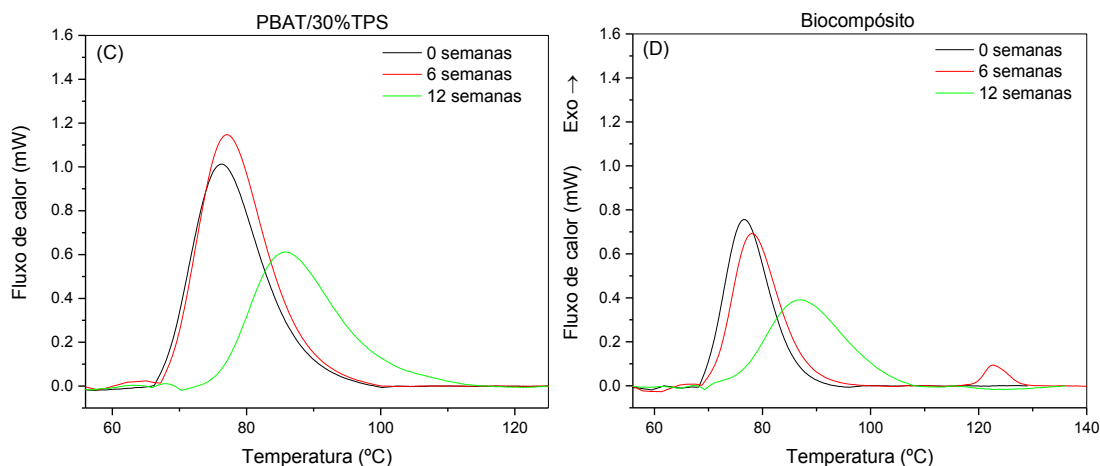 PBAT/30%TPS
(C)
0 semanas
6 semanas
12 semanas
1.6
1.4
1.2
1.0
0.8
0.6
0.4
0.2
0.0
Fluxo de calor (mW)
60 80 100 120
Temperatura (ºC)
Biocompósito
(D)
0 semanas
6 semanas
12 semanas
1.6
1.4
1.2
1.0
0.8
0.6
0.4
0.2
0.0
Fluxo de calor (mW) Exo →
60 80 100 120 140
Temperatura (ºC)